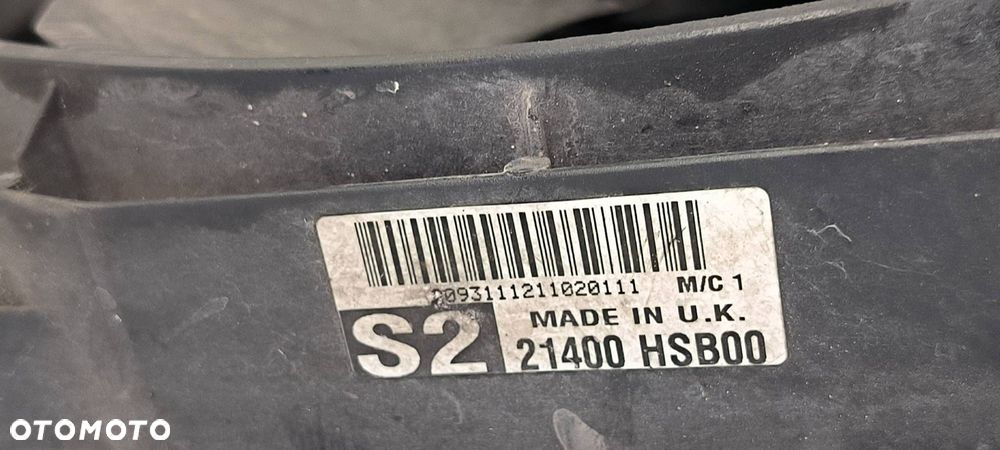 2093111211020111 M/C 1
S2 MADE IN U.K.
21400 HSB00
OTOMOTO